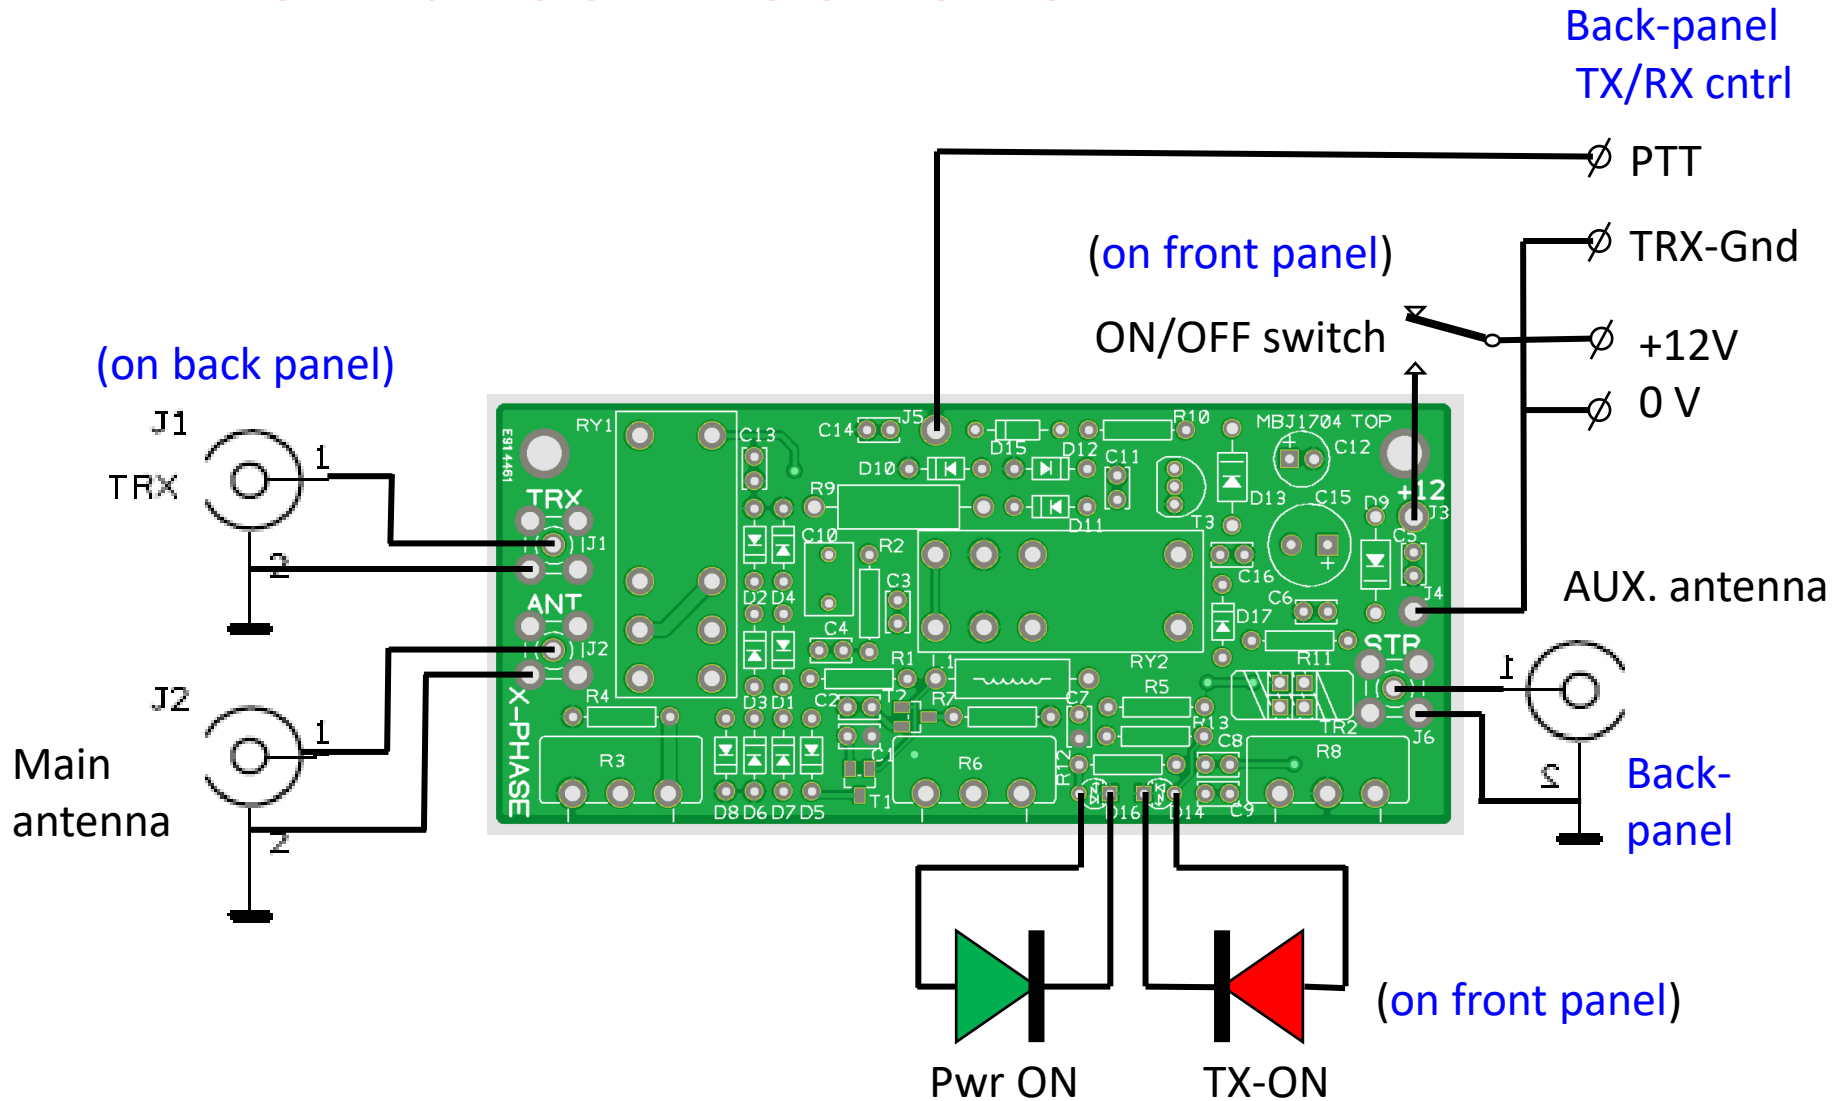 Back-panel
TX/RX cntrl
PTT
TRX-Gnd
(on front panel)
ON/OFF switch
+12V
0 V
(on back panel)
J1
TRX
1
2
J2
Main
antenna
1
2
AUX. antenna
1
2
Back-
panel
E914461
RY1
C13
C14
J5
D15
D12
R10
MBJ1704 TOP
C12
D10
C11
R9
D11
T3
D13
C15
D9
+12
J3
TRX
J1
C10
R2
C3
C5
C16
J4
ANT
J2
D2 D4
C4
D17
C6
STR
R11
RY2
X-PHASE
R4
D3 D1
R1
L1
C2
T2
R7
C7
R5
R13
TR2
J6
R3
C1
R6
R12
C8
R8
T1
D8 D6 D7 D5
D16
D14
C9
Pwr ON
TX-ON
(on front panel)